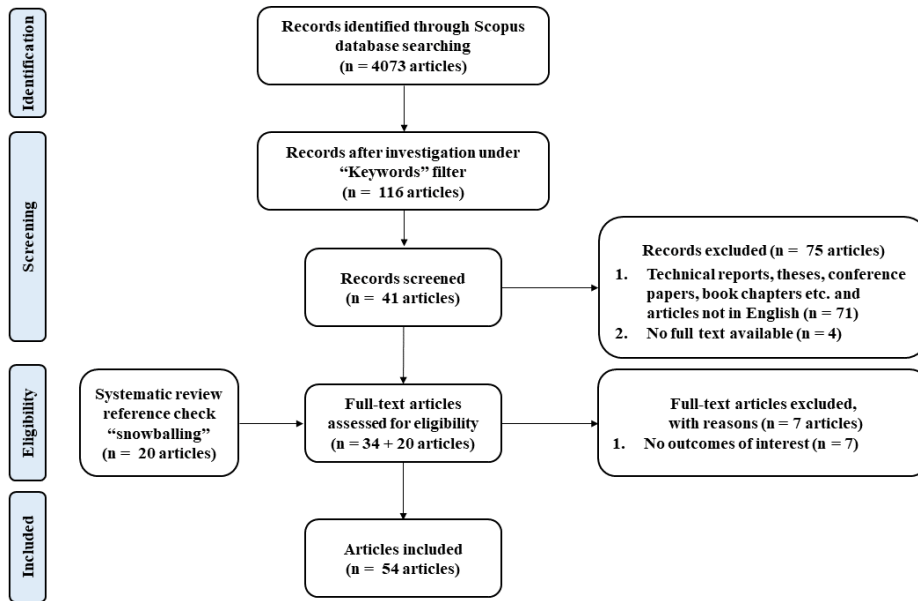 Identification
Records identified through Scopus
database searching
(n = 4073 articles)
Screening
Records after investigation under
“Keywords” filter
(n = 116 articles)
Records screened
(n = 41 articles)
Records excluded (n = 75 articles)
1. Technical reports, theses, conference
papers, book chapters etc. and
articles not in English (n = 71)
2. No full text available (n = 4)
Eligibility
Systematic review
reference check
“snowballing”
(n = 20 articles)
Full-text articles
assessed for eligibility
(n = 34 + 20 articles)
Full-text articles excluded,
with reasons (n = 7 articles)
1. No outcomes of interest (n = 7)
Included
Articles included
(n = 54 articles)